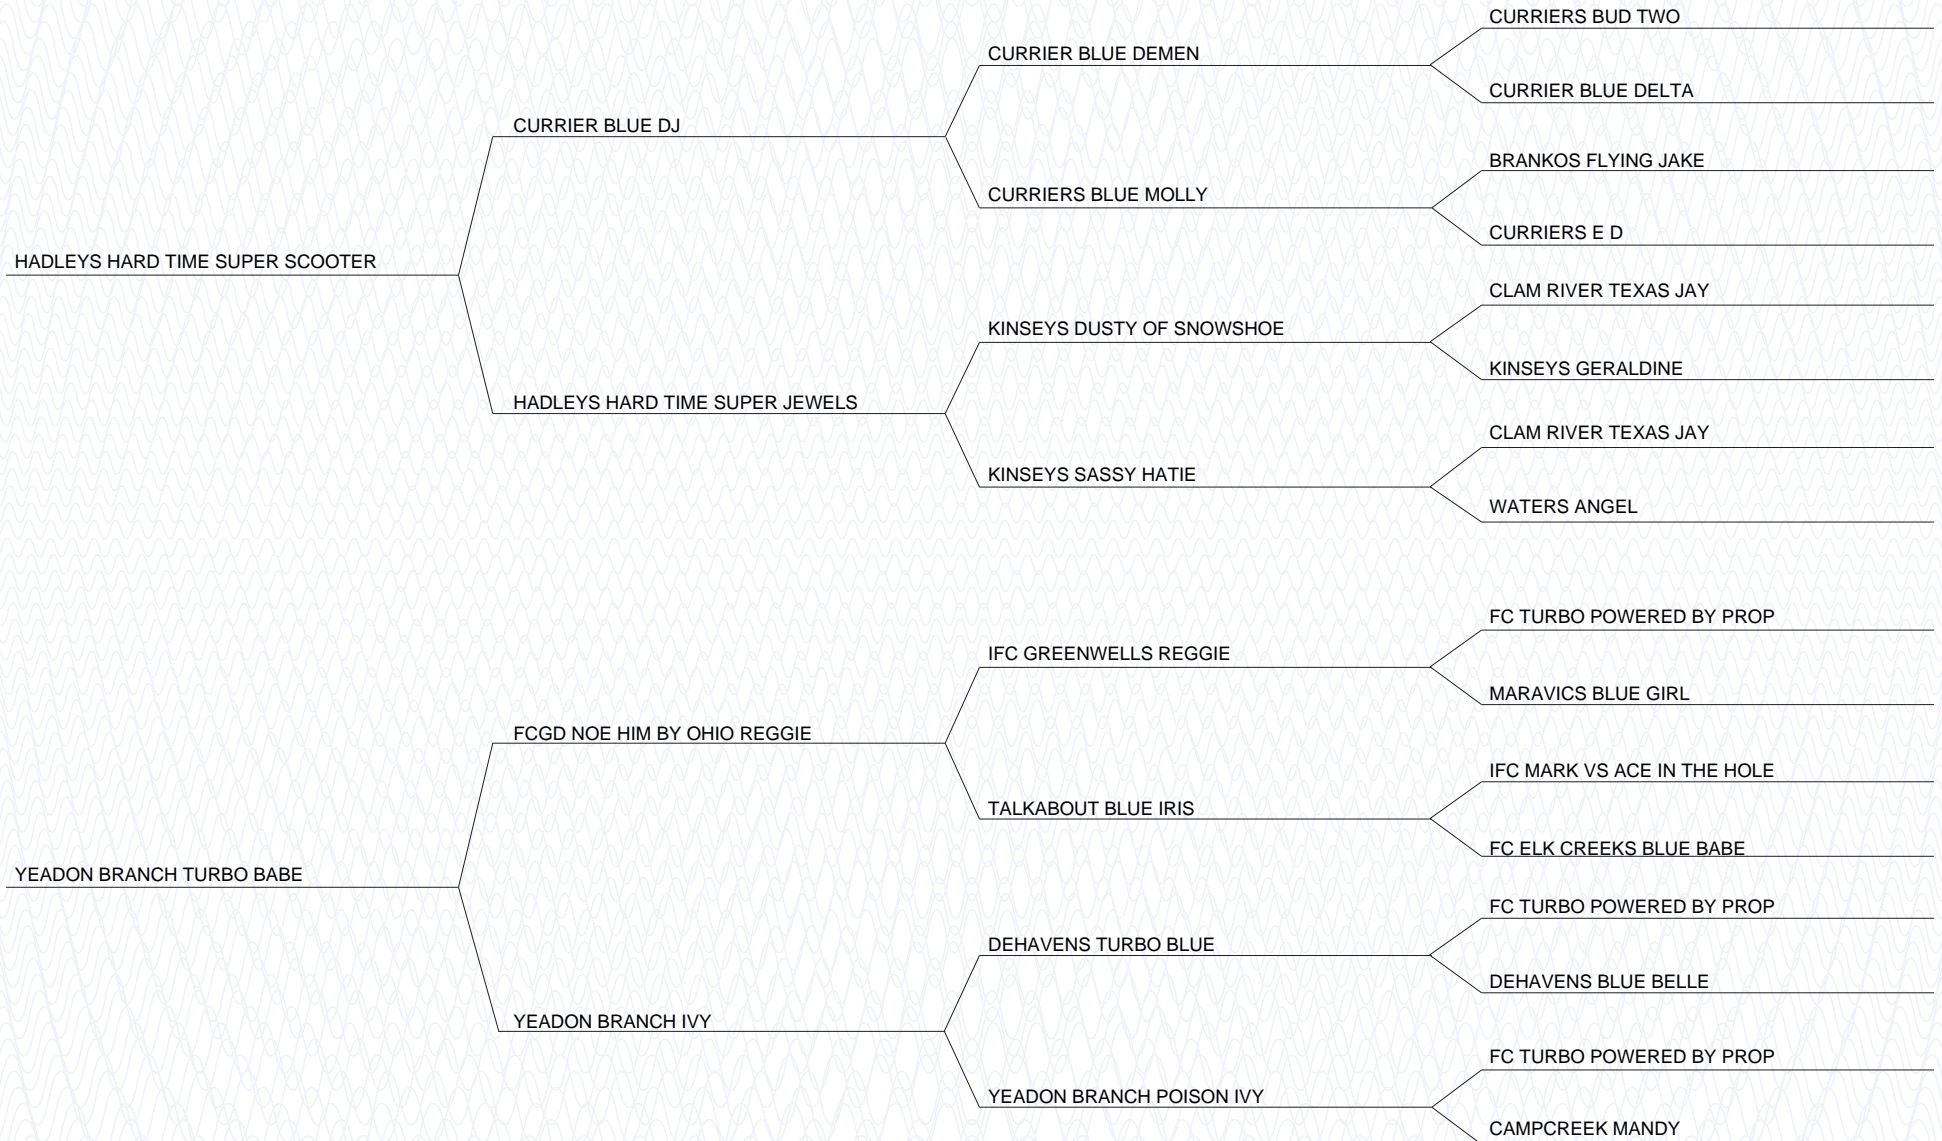 CURRIERS BUD TWO
CURRIER BLUE DEMEN
CURRIER BLUE DELTA
CURRIER BLUE DJ
BRANKOS FLYING JAKE
CURRIERS BLUE MOLLY
CURRIERS E D
HADLEYS HARD TIME SUPER SCOOTER
CLAM RIVER TEXAS JAY
KINSEYS DUSTY OF SNOWSHOE
KINSEYS GERALDINE
HADLEYS HARD TIME SUPER JEWELS
CLAM RIVER TEXAS JAY
KINSEYS SASSY HATIE
WATERS ANGEL
FC TURBO POWERED BY PROP
IFC GREENWELLS REGGIE
MARAVICS BLUE GIRL
FCGD NOE HIM BY OHIO REGGIE
IFC MARK VS ACE IN THE HOLE
TALKABOUT BLUE IRIS
FC ELK CREEKS BLUE BABE
YEADON BRANCH TURBO BABE
FC TURBO POWERED BY PROP
DEHAVENS TURBO BLUE
DEHAVENS BLUE BELLE
YEADON BRANCH IVY
FC TURBO POWERED BY PROP
YEADON BRANCH POISON IVY
CAMPCREEK MANDY